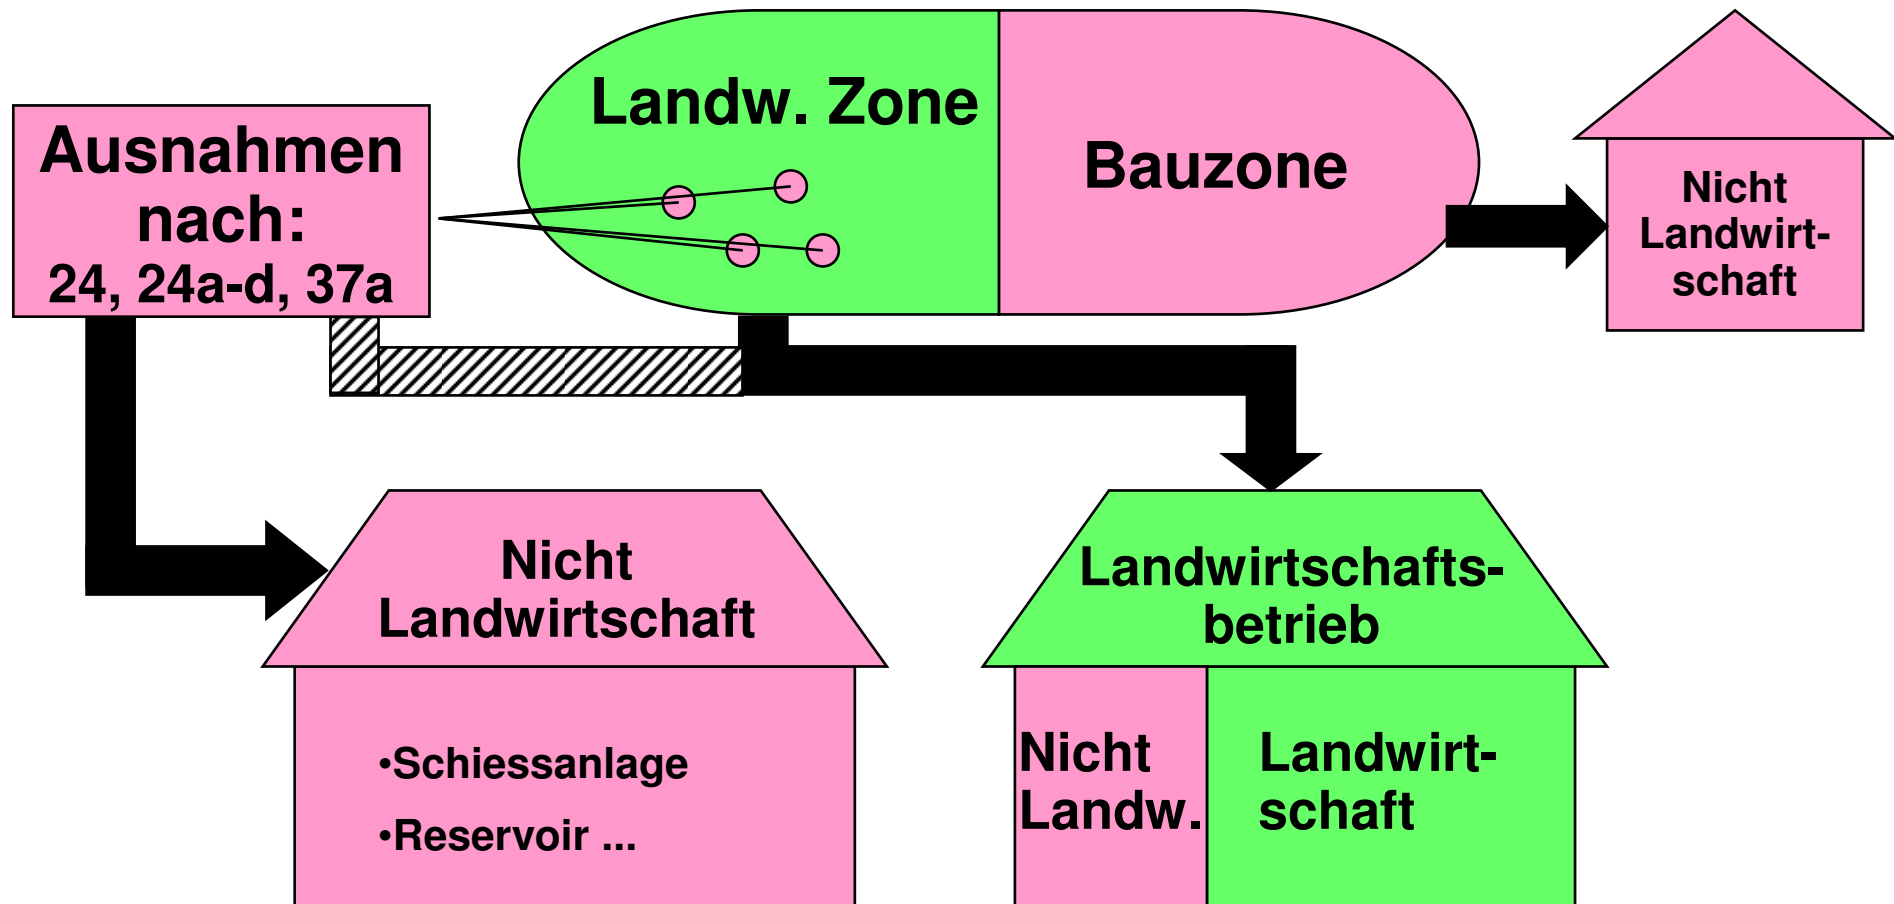 Ausnahmen
nach:
24, 24a-d, 37a
Landw. Zone
Bauzone
Nicht
Landwirt-
schaft
Nicht
Landwirtschaft
•Schiessanlage
•Reservoir ...
Landwirtschafts-
betrieb
Nicht
Landw.
Landwirt-
schaft